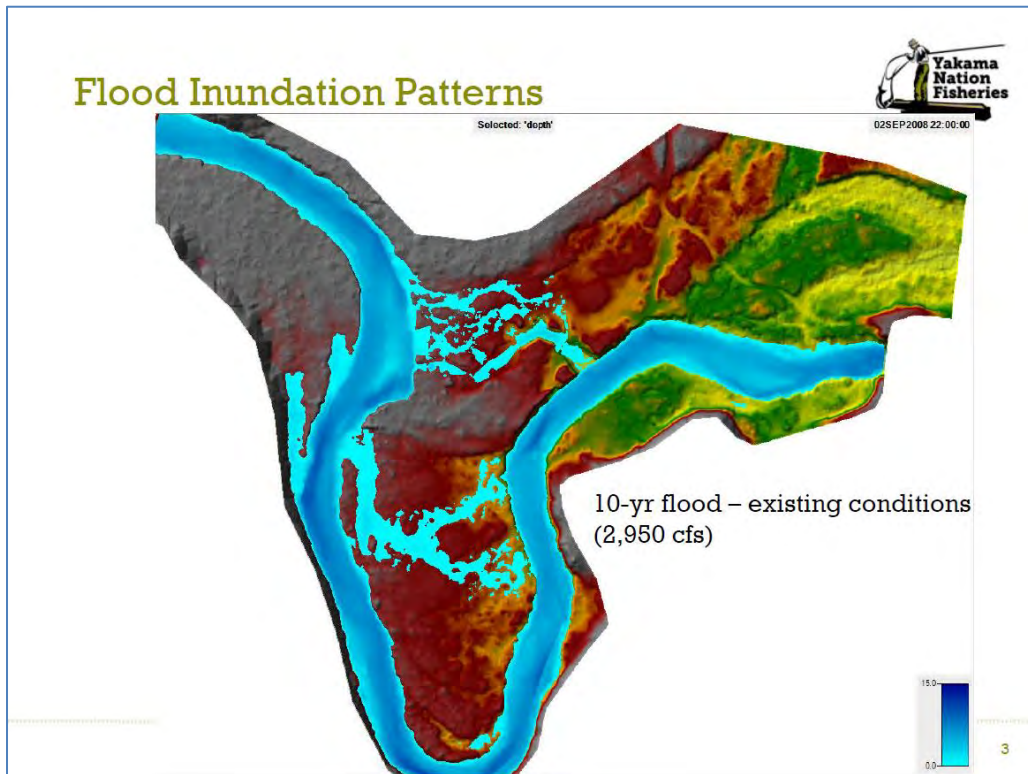 Flood Inundation Patterns
Yakama
Nation
Fisheries
Selected: 'depth'
02SEP2008 22:00:00
10-yr flood – existing conditions
(2,950 cfs)
15.0
0.0
3